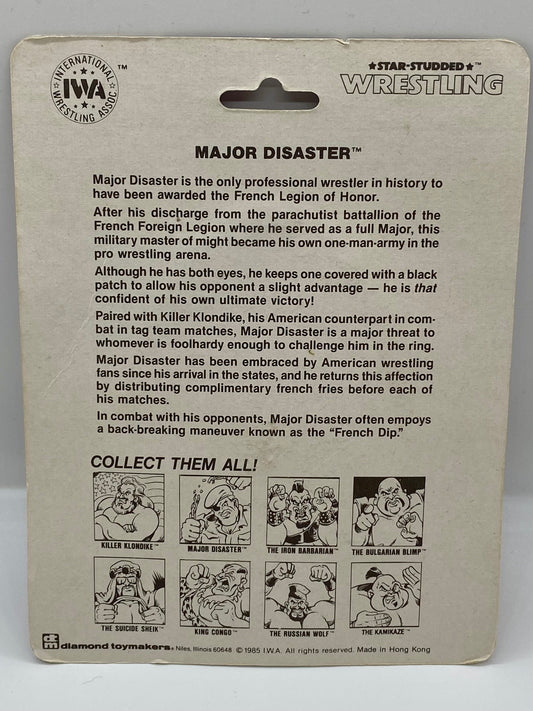 INTERNATIONAL
IWA
WRESTLING ASSOC
TM
★STAR-STUDDED★™
WRESTLING
MAJOR DISASTER™
Major Disaster is the only professional wrestler in history to
have been awarded the French Legion of Honor.
After his discharge from the parachutist battallion of the
French Foreign Legion where he served as a full Major, this
military master of might became his own one-man-army in the
pro wrestling arena.
Although he has both eyes, he keeps one covered with a black
patch to allow his opponent a slight advantage — he is that
confident of his own ultimate victory!
Paired with Killer Klondike, his American counterpart in com-
bat in tag team matches, Major Disaster is a major threat to
whomever is foolhardy enough to challenge him in the ring.
Major Disaster has been embraced by American wrestling
fans since his arrival in the states, and he returns this affection
by distributing complimentary french fries before each of
his matches.
In combat with his opponents, Major Disaster often empoys
a back-breaking maneuver known as the “French Dip.”
COLLECT THEM ALL!
KILLER KLONDIKE™
MAJOR DISASTER™
THE IRON BARBARIAN™
THE BULGARIAN BLIMP™
THE SUICIDE SHEIK™
KING CONGO™
THE RUSSIAN WOLF™
THE KAMIKAZE™
dtm diamond toymakers® Niles, Illinois 60648 © 1985 I.W.A. All rights reserved. Made in Hong Kong